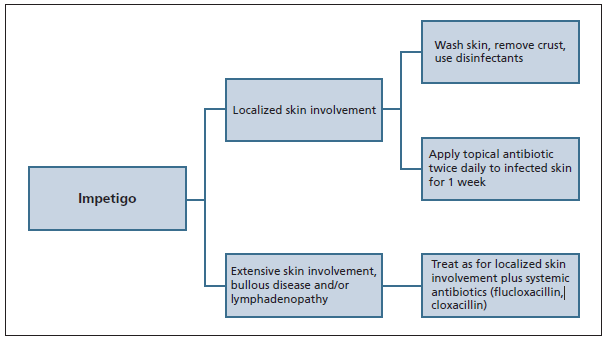 Impetigo
Localized skin involvement
Wash skin, remove crust,
use disinfectants
Apply topical antibiotic
twice daily to infected skin
for 1 week
Extensive skin involvement,
bullous disease and/or
lymphadenopathy
Treat as for localized skin
involvement plus systemic
antibiotics (flucloxacillin,
cloxacillin)